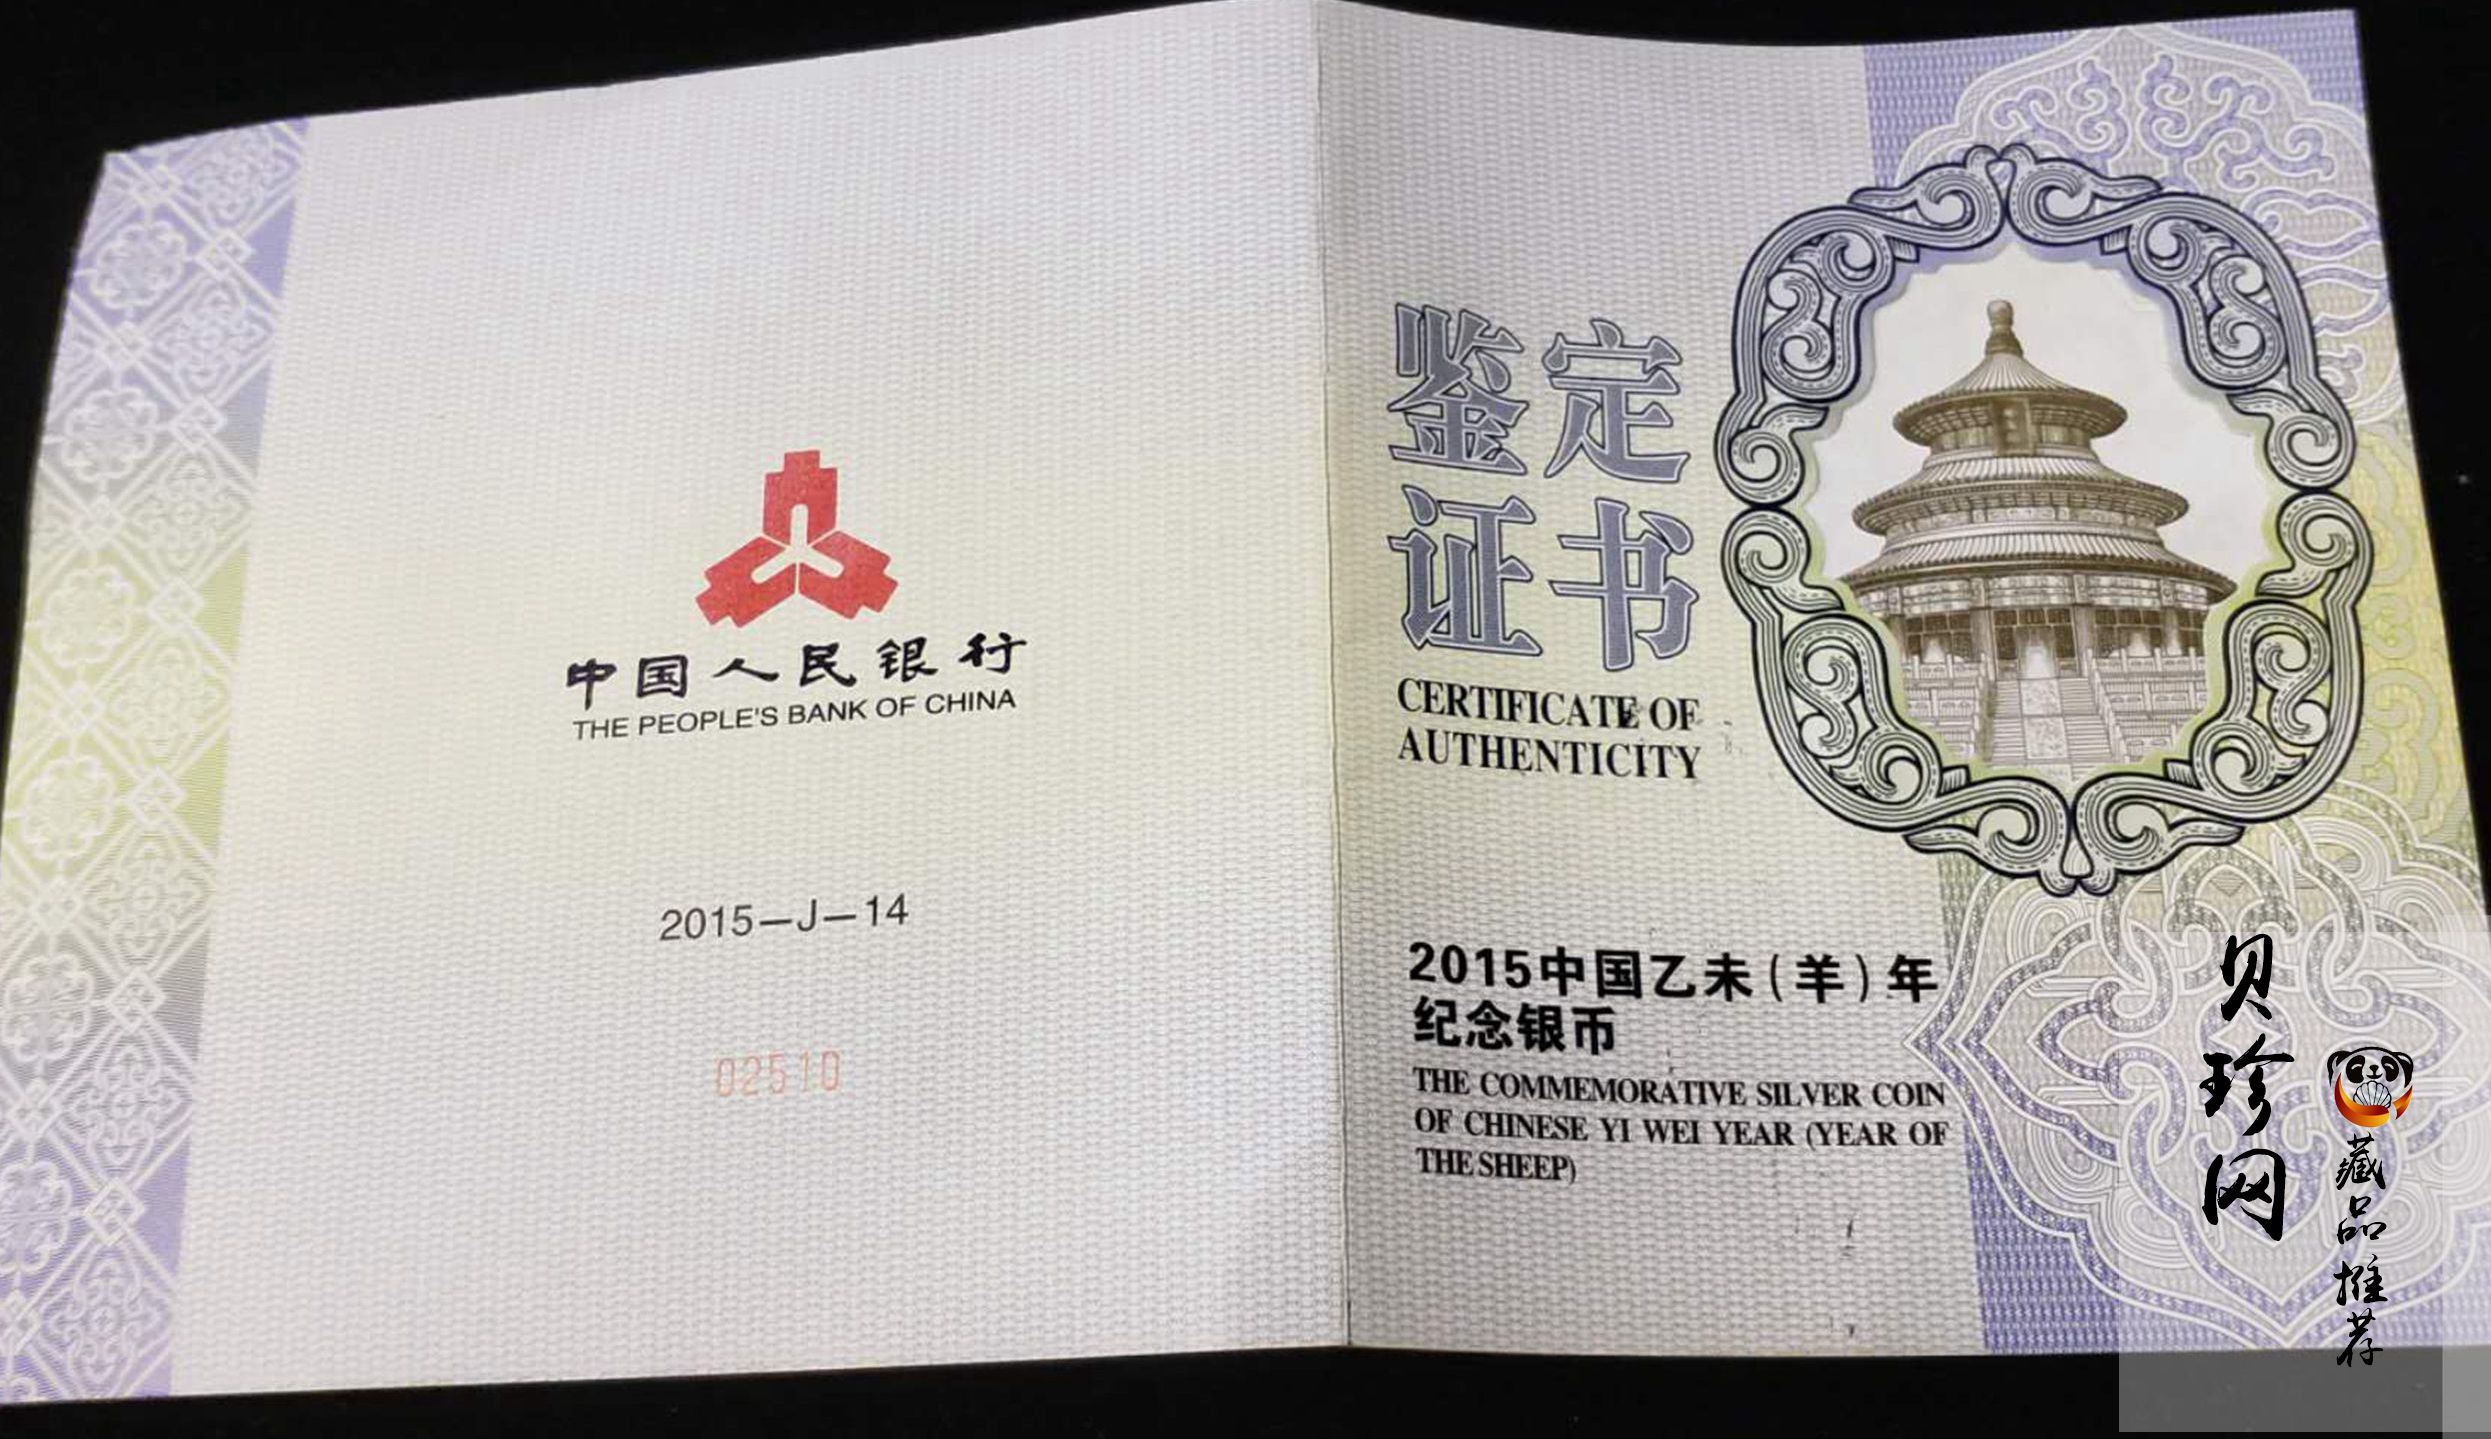 中国人民银行
THE PEOPLE'S BANK OF CHINA
2015—J—14
02510
鉴定
证书
CERTIFICATE OF
AUTHENTICITY
2015中国乙未(羊)年
纪念银币
THE COMMEMORATIVE SILVER COIN
OF CHINESE YI WEI YEAR (YEAR OF
THE SHEEP)
贝珍网
藏品推荐